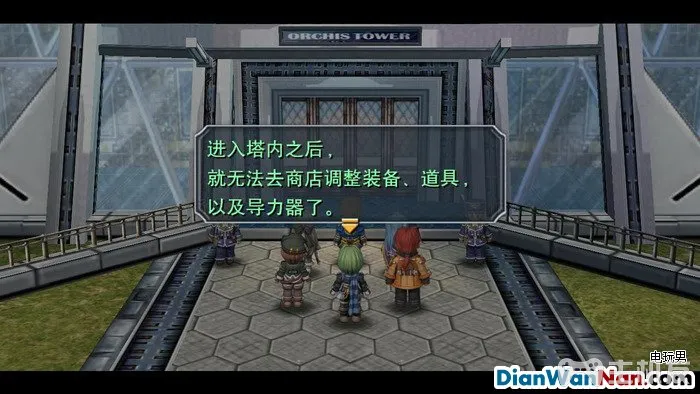 ORCHIS TOWER
进入塔内之后，
就无法去商店调整装备、道具，
以及导力器了。
电玩男
DianWanNan.com